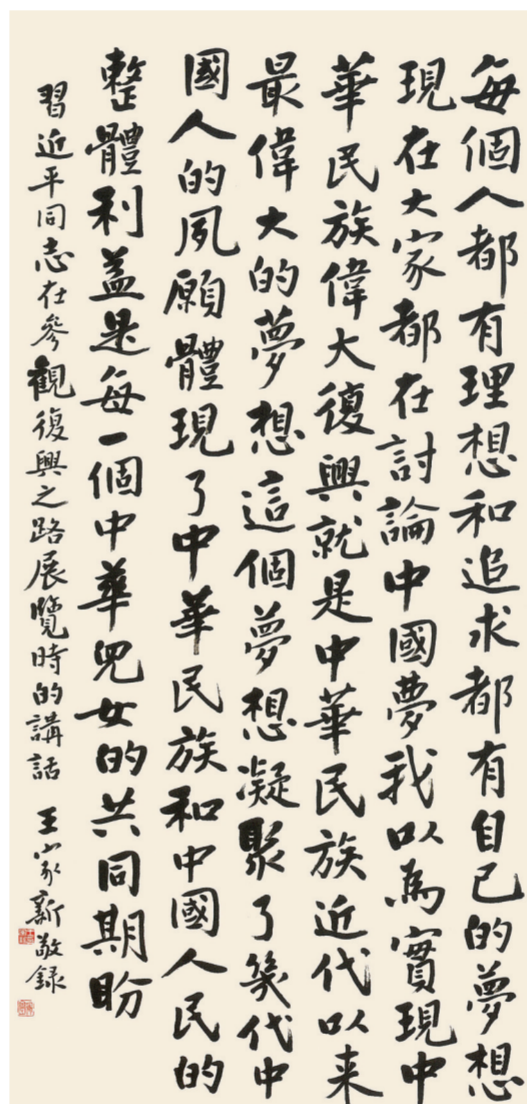 每個人都有理想和追求都有自己的夢想
現在大家都在討論中國夢我以為實現中
華民族偉大復興就是中華民族近代以来
最偉大的夢想這個夢想凝聚了幾代中
國人的夙願體現了中華民族和中國人民的
整體利益是每一個中華兒女的共同期盼
習近平同志在參觀復興之路展覽時的講話 王家新敬錄